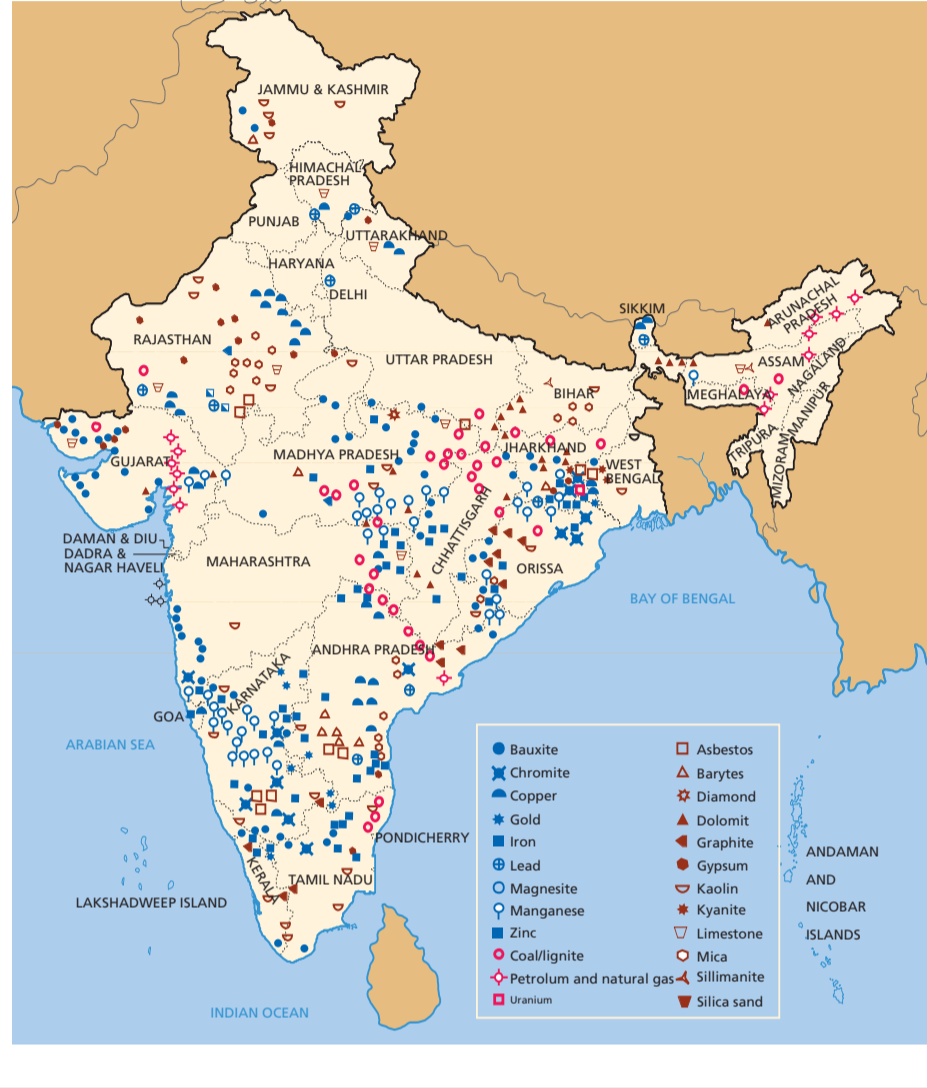 JAMMU & KASHMIR
HIMACHAL
PRADESH
PUNJAB
UTTARAKHAND
HARYANA
DELHI
SIKKIM
ARUNACHAL
PRADESH
RAJASTHAN
UTTAR PRADESH
ASSAM
NAGALAND
BIHAR
MEGHALAYA
MANIPUR
TRIPURA
MIZORAM
GUJARAT
MADHYA PRADESH
JHARKHAND
WEST
BENGAL
CHHATTISGARH
DAMAN & DIU
DADRA &
NAGAR HAVELI
MAHARASHTRA
ORISSA
BAY OF BENGAL
ANDHRA PRADESH
KARNATAKA
GOA
ARABIAN SEA
PONDICHERRY
KERALA
TAMIL NADU
LAKSHADWEEP ISLAND
INDIAN OCEAN
ANDAMAN
AND
NICOBAR
ISLANDS
Bauxite
Chromite
Copper
Gold
Iron
Lead
Magnesite
Manganese
Zinc
Coal/lignite
Petrolum and natural gas
Uranium
Asbestos
Barytes
Diamond
Dolomit
Graphite
Gypsum
Kaolin
Kyanite
Limestone
Mica
Sillimanite
Silica sand